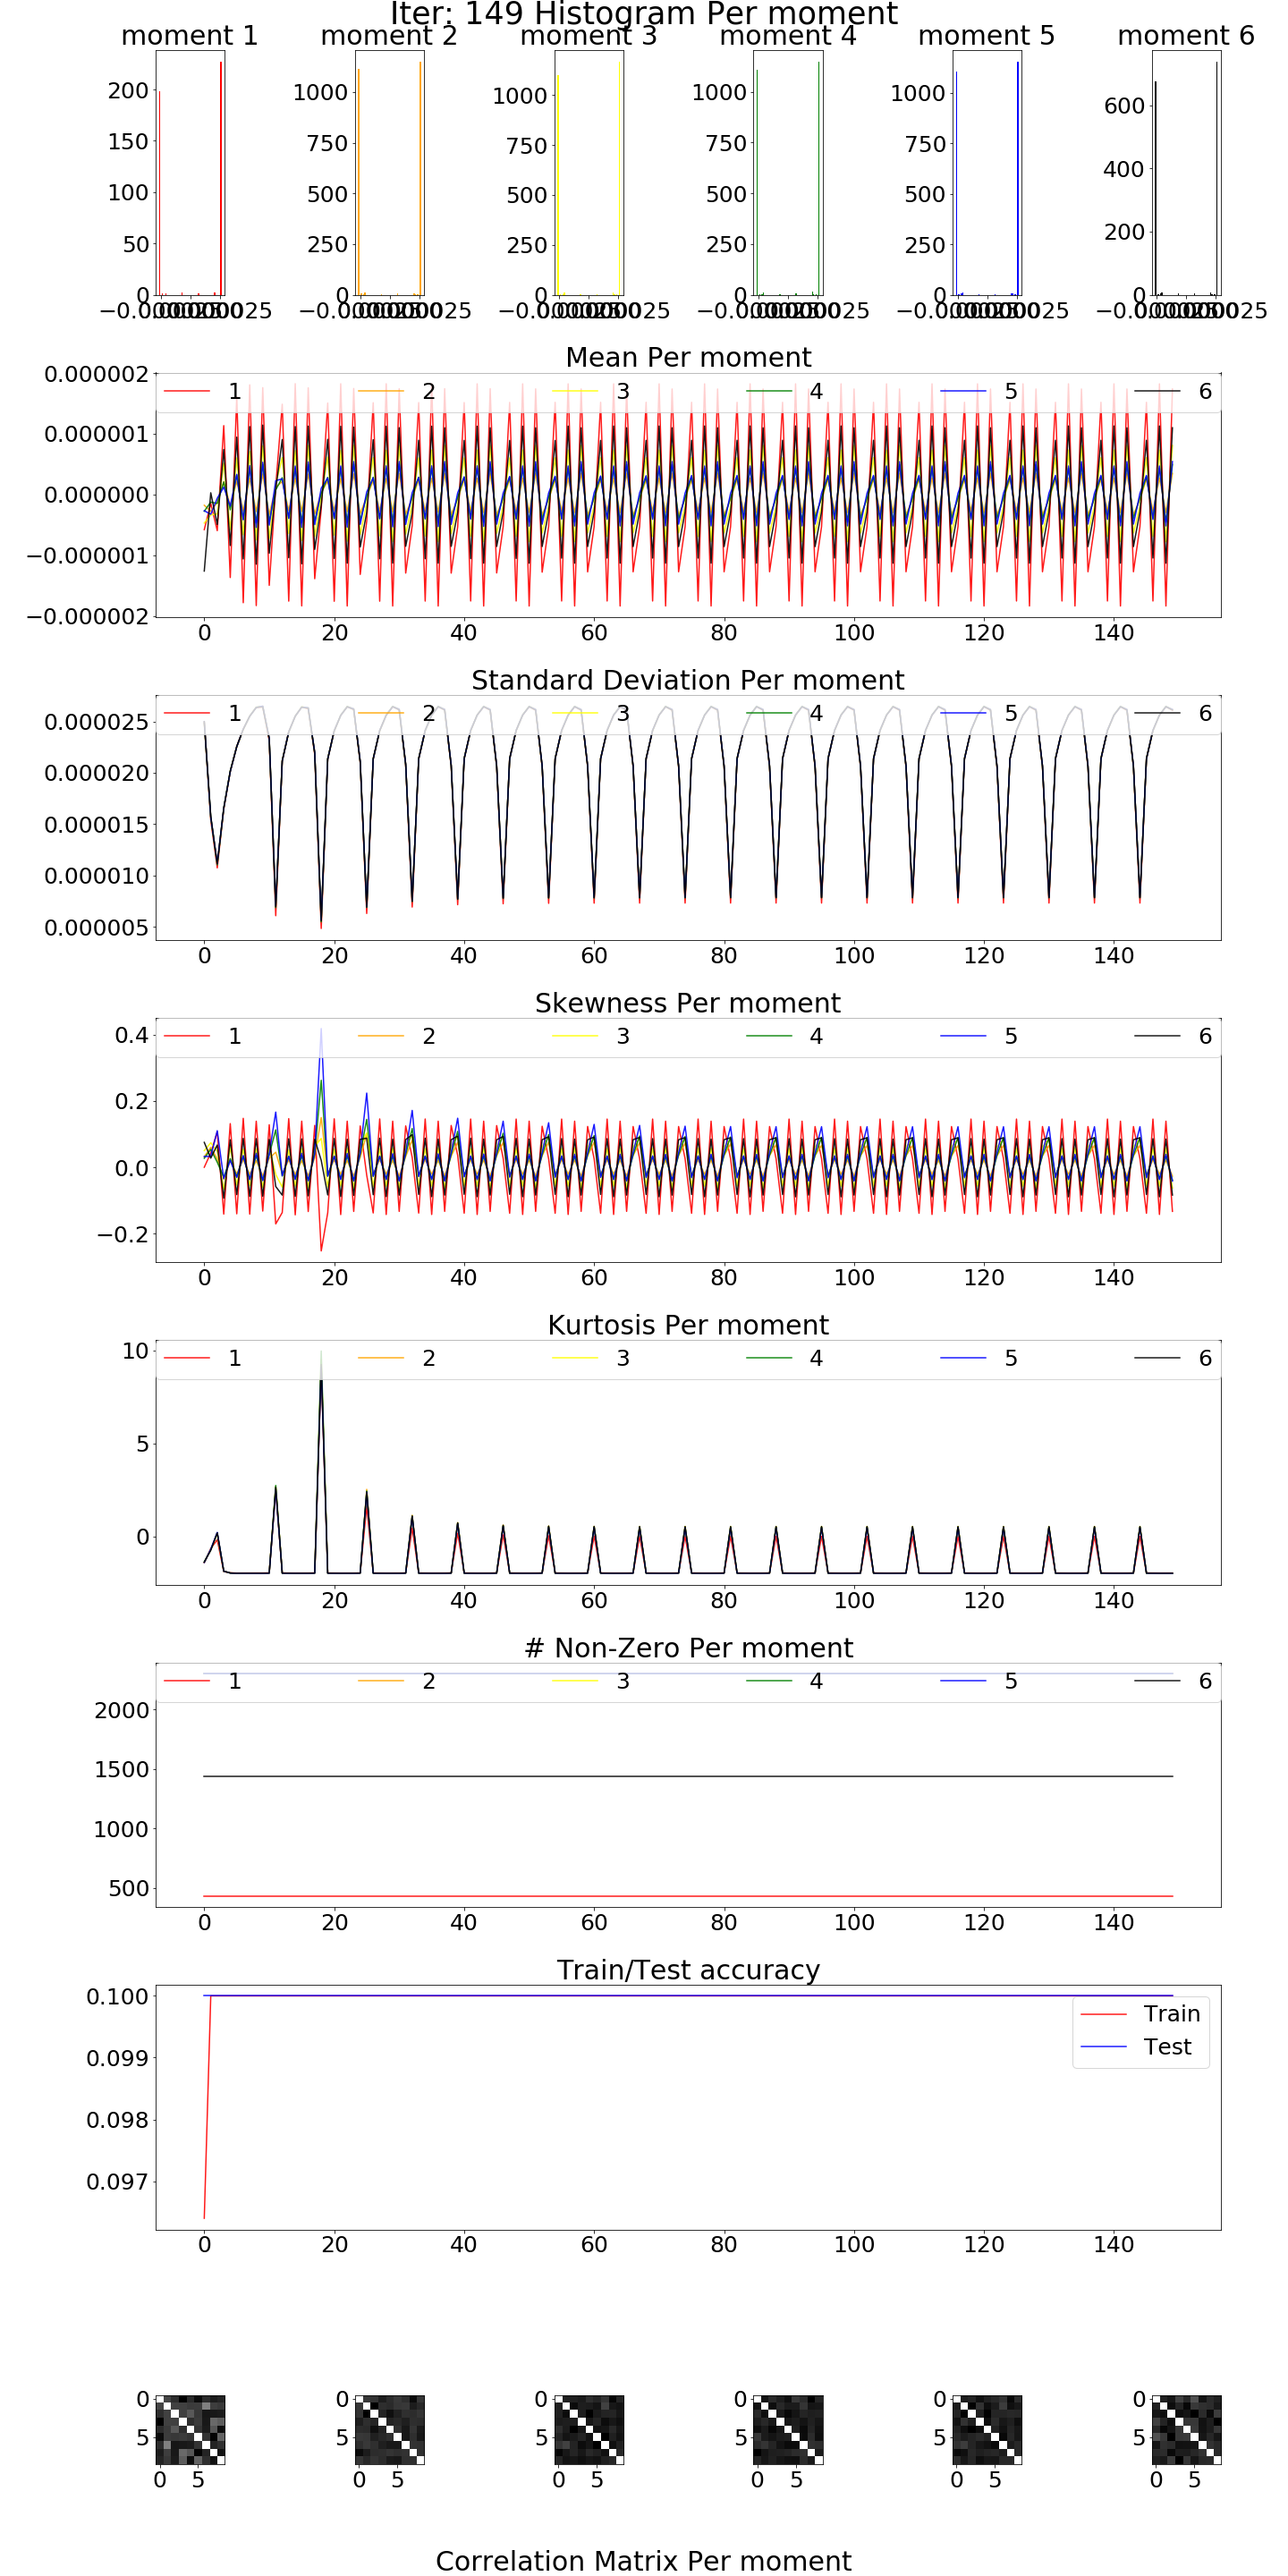 Iter: 149 Histogram Per moment
moment 1 moment 2 moment 3 moment 4 moment 5 moment 6
200 150 100 50 0
1000 750 500 250 0
1000 750 500 250 0
1000 750 500 250 0
1000 750 500 250 0
600 400 200 0
Mean Per moment
1 2 3 4 5 6
0.000002
0.000001
0.000000
−0.000001
−0.000002
0 20 40 60 80 100 120 140
Standard Deviation Per moment
1 2 3 4 5 6
0.000025
0.000020
0.000015
0.000010
0.000005
0 20 40 60 80 100 120 140
Skewness Per moment
1 2 3 4 5 6
0.4
0.2
0.0
−0.2
0 20 40 60 80 100 120 140
Kurtosis Per moment
1 2 3 4 5 6
10
5
0
0 20 40 60 80 100 120 140
# Non-Zero Per moment
1 2 3 4 5 6
2000
1500
1000
500
0 20 40 60 80 100 120 140
Train/Test accuracy
Train
Test
0.100
0.099
0.098
0.097
0 20 40 60 80 100 120 140
0 0 0 0 0 0
5 5 5 5 5 5
0 5 0 5 0 5 0 5 0 5 0 5
Correlation Matrix Per moment